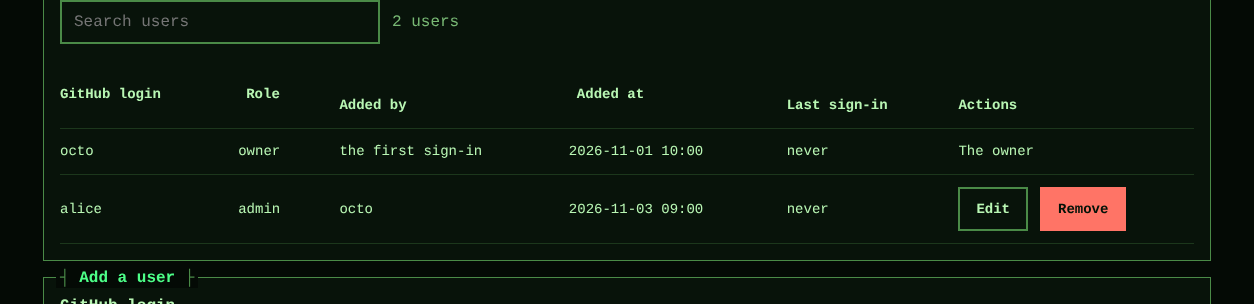 Search users 2 users
GitHub login Role Added by Added at Last sign-in Actions
octo owner the first sign-in 2026-11-01 10:00 never The owner
alice admin octo 2026-11-03 09:00 never Edit Remove
Add a user
GitHub login